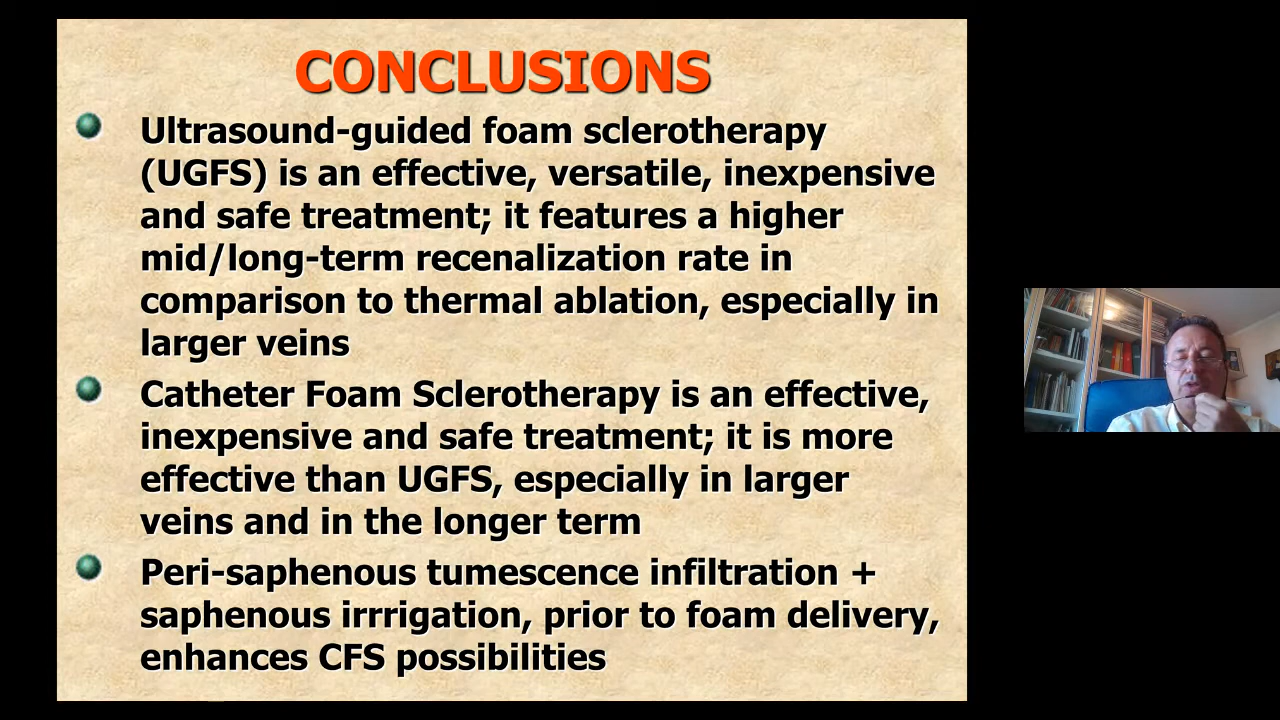 CONCLUSIONS
Ultrasound-guided foam sclerotherapy
(UGFS) is an effective, versatile, inexpensive
and safe treatment; it features a higher
mid/long-term recenalization rate in
comparison to thermal ablation, especially in
larger veins
Catheter Foam Sclerotherapy is an effective,
inexpensive and safe treatment; it is more
effective than UGFS, especially in larger
veins and in the longer term
Peri-saphenous tumescence infiltration +
saphenous irrrigation, prior to foam delivery,
enhances CFS possibilities